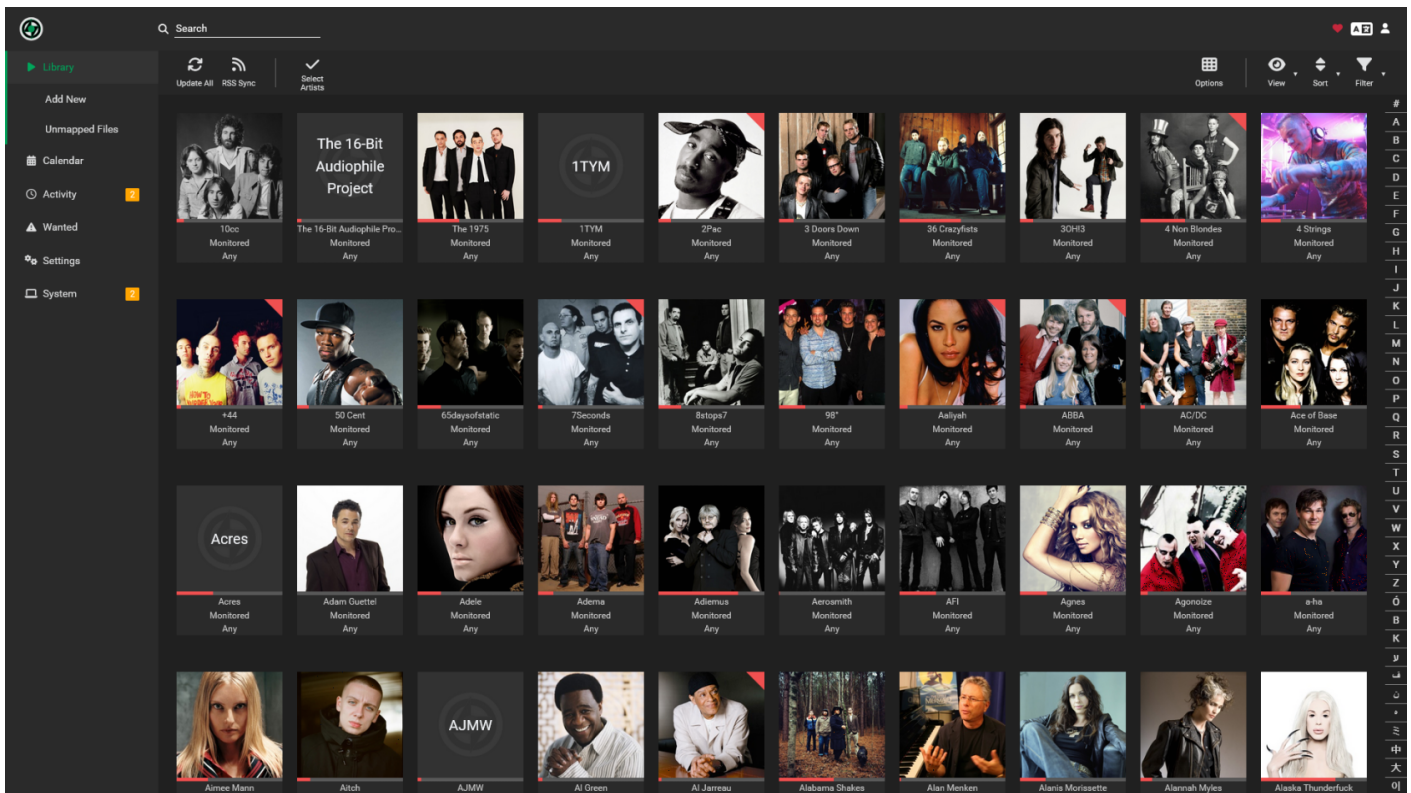 Search
Library
Add New
Unmapped Files
Calendar
Activity 2
Wanted
Settings
System 2
Update All RSS Sync Select Artists Options View Sort Filter
The 16-Bit
Audiophile
Project
1TYM
10cc The 16-Bit Audiophile Pro... The 1975 1TYM 2Pac 3 Doors Down 36 Crazyfists 3OH!3 4 Non Blondes 4 Strings
Monitored Monitored Monitored Monitored Monitored Monitored Monitored Monitored Monitored Monitored
Any Any Any Any Any Any Any Any Any Any
+44 50 Cent 65daysofstatic 7Seconds 8stops7 98° Aaliyah ABBA AC/DC Ace of Base
Monitored Monitored Monitored Monitored Monitored Monitored Monitored Monitored Monitored Monitored
Any Any Any Any Any Any Any Any Any Any
Acres
Acres Adam Guettel Adele Adema Adiemus Aerosmith AFI Agnes Agonoize a-ha
Monitored Monitored Monitored Monitored Monitored Monitored Monitored Monitored Monitored Monitored
Any Any Any Any Any Any Any Any Any Any
AJMW
Aimee Mann Aitch AJMW Al Green Al Jarreau Alabama Shakes Alan Menken Alanis Morissette Alannah Myles Alaska Thunderfuck
#
A
B
C
D
E
F
G
H
I
J
K
L
M
N
O
P
Q
R
S
T
U
V
W
X
Y
Z
Ó
В
К
ע
ف
ن
ミ
中
大
이